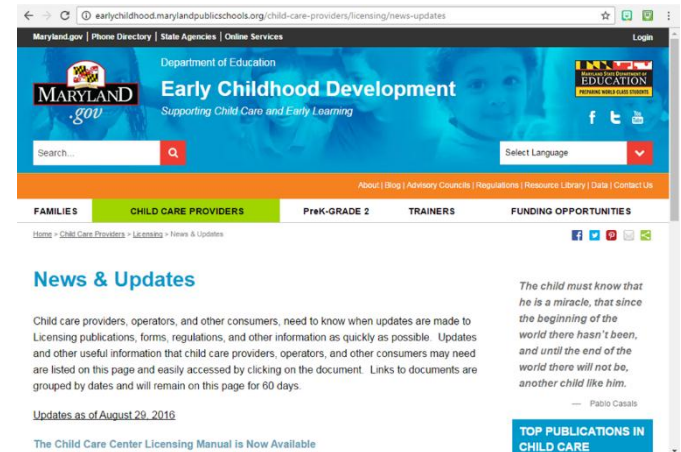 earlychildhood.marylandpublicschools.org/child-care-providers/licensing/news-updates
Maryland.gov | Phone Directory | State Agencies | Online Services
Login
MARYLAND
.gov
Department of Education
Early Childhood Development
Supporting Child Care and Early Learning
MARYLAND STATE DEPARTMENT OF
EDUCATION
PREPARING WORLD-CLASS STUDENTS
Search...
Select Language
About | Blog | Advisory Councils | Regulations | Resource Library | Data | Contact Us
FAMILIES
CHILD CARE PROVIDERS
PreK-GRADE 2
TRAINERS
FUNDING OPPORTUNITIES
Home > Child Care Providers > Licensing > News & Updates
News & Updates
Child care providers, operators, and other consumers, need to know when updates are made to
Licensing publications, forms, regulations, and other information as quickly as possible. Updates
and other useful information that child care providers, operators, and other consumers may need
are listed on this page and easily accessed by clicking on the document. Links to documents are
grouped by dates and will remain on this page for 60 days.
Updates as of August 29, 2016
The Child Care Center Licensing Manual is Now Available
The child must know that
he is a miracle, that since
the beginning of the
world there hasn't been,
and until the end of the
world there will not be,
another child like him.
— Pablo Casals
TOP PUBLICATIONS IN
CHILD CARE